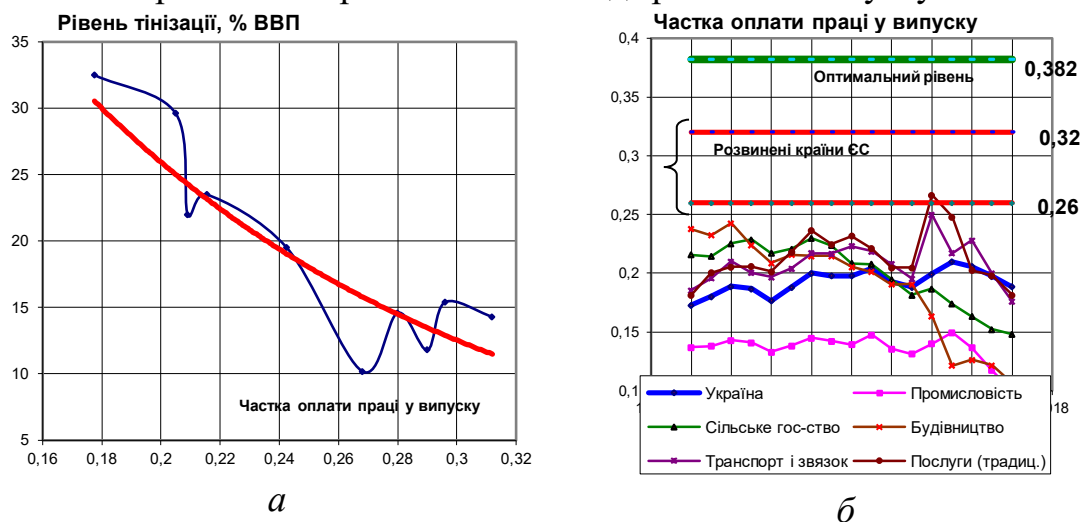 Рівень тінізації, % ВВП
35
30
25
20
15
10
5
0,16 0,18 0,2 0,22 0,24 0,26 0,28 0,3 0,32
Частка оплати праці у випуску
а
Частка оплати праці у випуску
0,4
0,35
0,3
0,25
0,2
0,15
0,1
Оптимальний рівень
0,382
0,32
Розвинені країни ЄС
0,26
Україна
Промисловість
Сільське гос-ство
Будівництво
Транспорт і звязок
Послуги (традиц.)
б